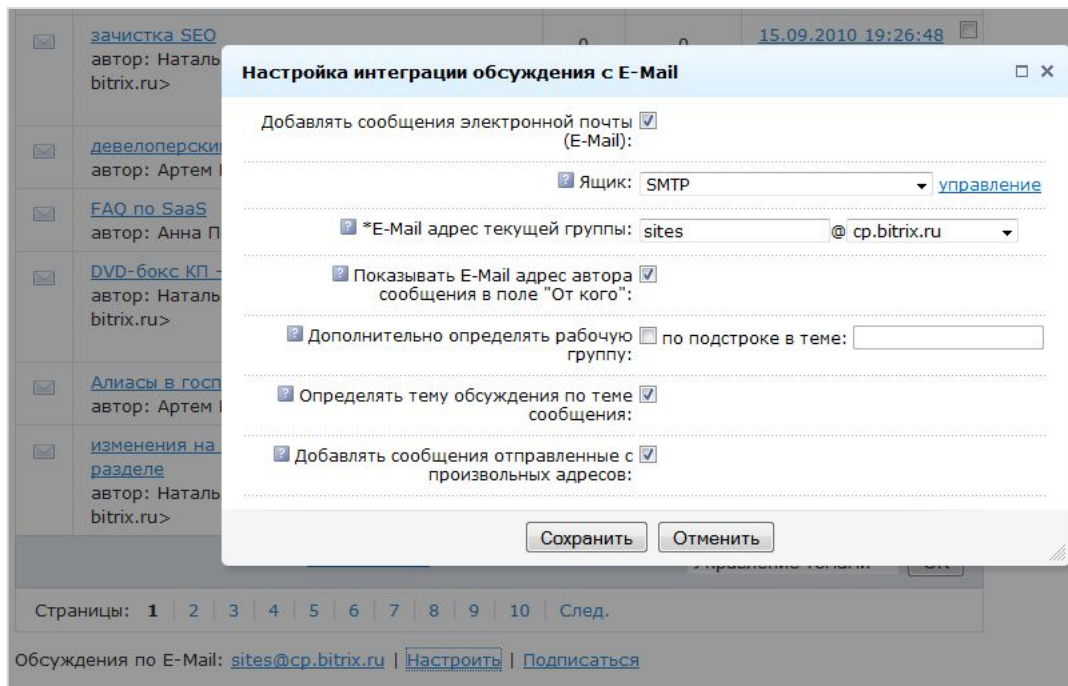 зачистка SEO
автор: Наталь
bitrix.ru>
0 0 15.09.2010 19:26:48
девелоперски
автор: Артем
FAQ по SaaS
автор: Анна П
DVD-бокс КП -
автор: Наталь
bitrix.ru>
Алиасы в госп
автор: Артем
изменения на
разделе
автор: Наталь
bitrix.ru>
Настройка интеграции обсуждения с E-Mail
Добавлять сообщения электронной почты
(E-Mail):
Ящик: SMTP управление
*E-Mail адрес текущей группы: sites @ cp.bitrix.ru
Показывать E-Mail адрес автора
сообщения в поле "От кого":
Дополнительно определять рабочую по подстроке в теме:
группу:
Определять тему обсуждения по теме
сообщения:
Добавлять сообщения отправленные с
произвольных адресов:
Сохранить Отменить
Управление темами OK
Страницы: 1 2 3 4 5 6 7 8 9 10 След.
Обсуждения по E-Mail: sites@cp.bitrix.ru | Настроить | Подписаться